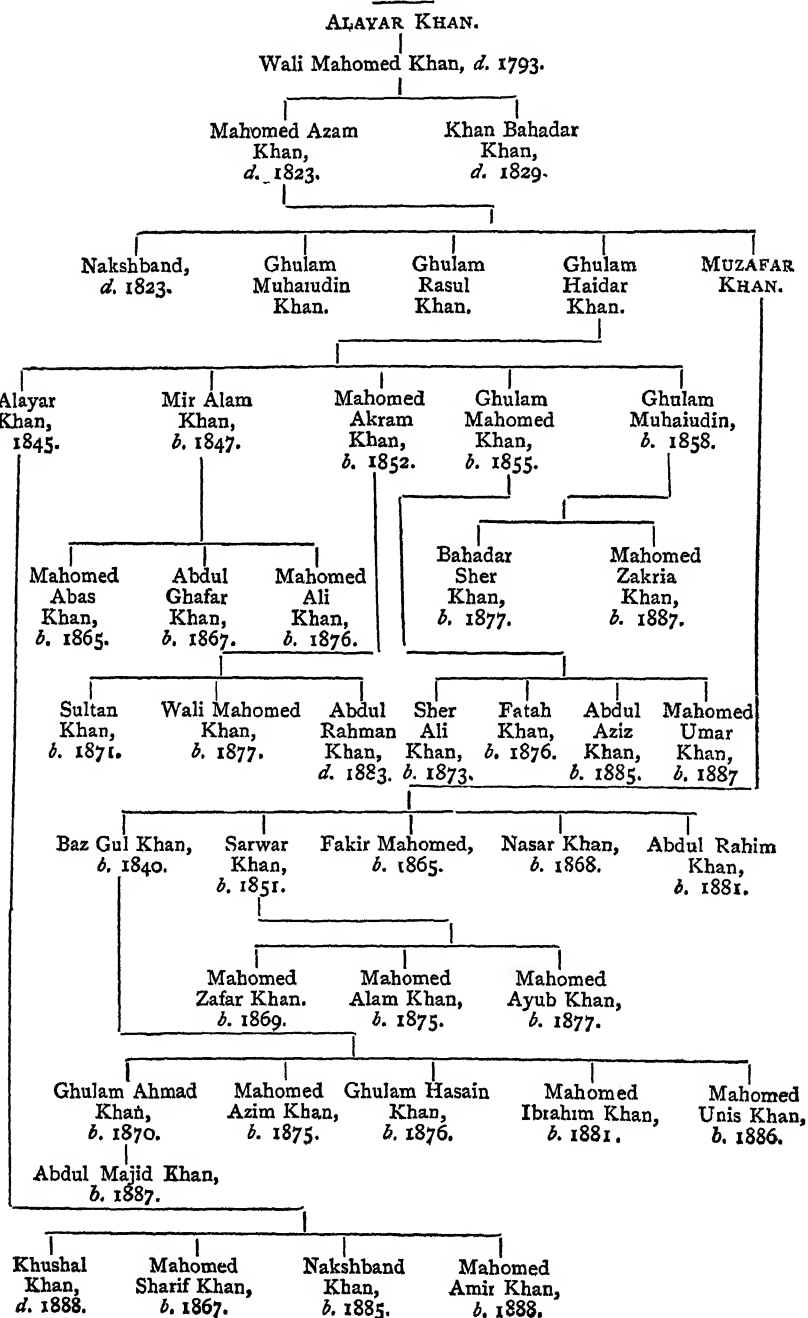 ALAYAR KHAN.
Wali Mahomed Khan, d. 1793.
Mahomed Azam
Khan,
d. 1823.
Khan Bahadar
Khan,
d. 1829.
Nakshband,
d. 1823.
Ghulam
Muhaiudin
Khan.
Ghulam
Rasul
Khan.
Ghulam
Haidar
Khan.
MUZAFAR
KHAN.
Alayar
Khan,
1845.
Mir Alam
Khan,
b. 1847.
Mahomed
Akram
Khan,
b. 1852.
Ghulam
Mahomed
Khan,
b. 1855.
Ghulam
Muhaiudin,
b. 1858.
Bahadar
Sher
Khan,
b. 1877.
Mahomed
Zakria
Khan,
b. 1887.
Mahomed
Abas
Khan,
b. 1865.
Abdul
Ghafar
Khan,
b. 1867.
Mahomed
Ali
Khan,
b. 1876.
Sultan
Khan,
b. 1871.
Wali Mahomed
Khan,
b. 1877.
Abdul
Rahman
Khan,
d. 1883.
Sher
Ali
Khan,
b. 1873.
Fatah
Khan,
b. 1876.
Abdul
Aziz
Khan,
b. 1885.
Mahomed
Umar
Khan,
b. 1887
Baz Gul Khan,
b. 1840.
Sarwar
Khan,
b. 1851.
Fakir Mahomed,
b. 1865.
Nasar Khan,
b. 1868.
Abdul Rahim
Khan,
b. 1881.
Mahomed
Zafar Khan.
b. 1869.
Mahomed
Alam Khan,
b. 1875.
Mahomed
Ayub Khan,
b. 1877.
Ghulam Ahmad
Khan,
b. 1870.
Mahomed
Azim Khan,
b. 1875.
Ghulam Hasain
Khan,
b. 1876.
Mahomed
Ibrahim Khan,
b. 1881.
Mahomed
Unis Khan,
b. 1886.
Abdul Majid Khan,
b. 1887.
Khushal
Khan,
d. 1888.
Mahomed
Sharif Khan,
b. 1867.
Nakshband
Khan,
b. 1885.
Mahomed
Amir Khan,
b. 1888.